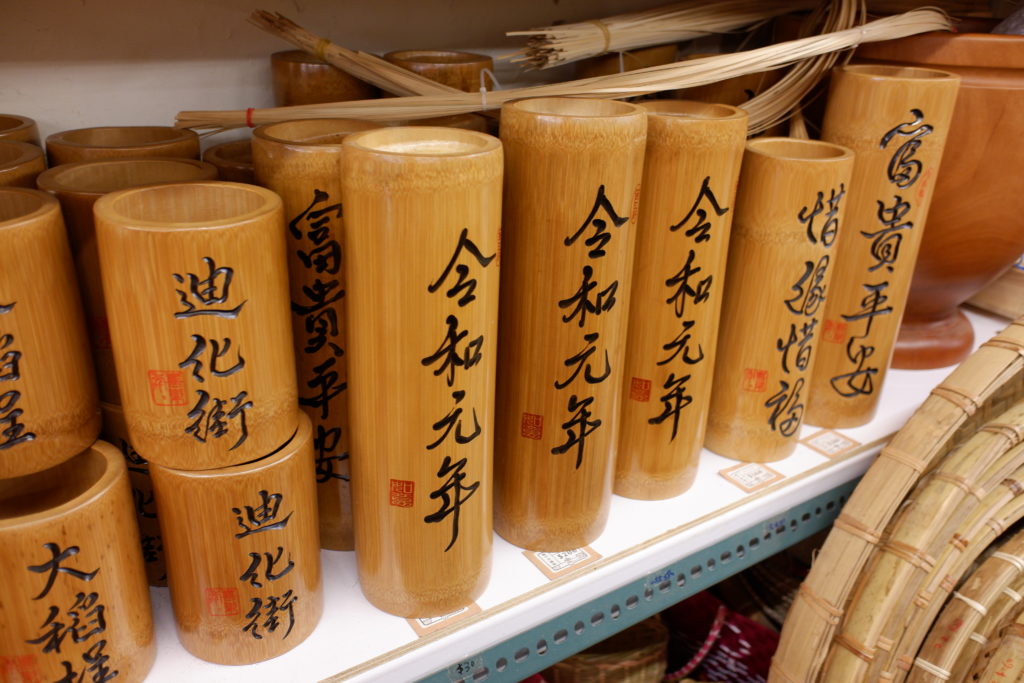 迪化街
迪化街
大稻埕
富貴平安
令和元年
令和元年
令和元年
惜緣惜福
富貴平安